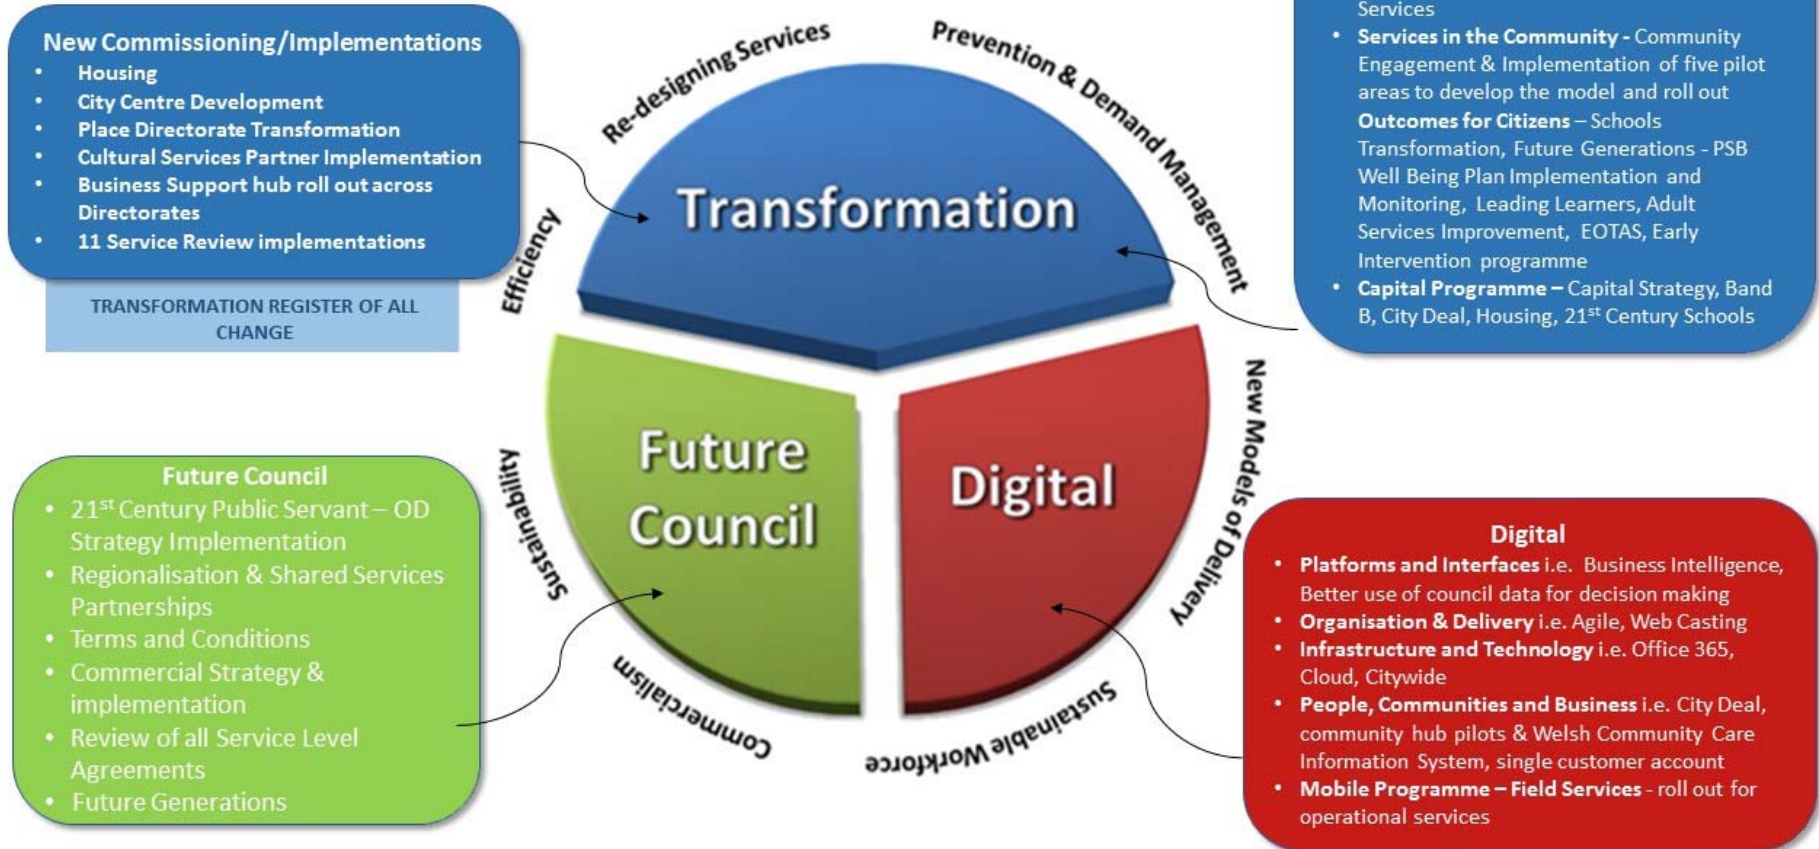 New Commissioning/Implementations
• Housing
• City Centre Development
• Place Directorate Transformation
• Cultural Services Partner Implementation
• Business Support hub roll out across
Directorates
• 11 Service Review implementations
TRANSFORMATION REGISTER OF ALL
CHANGE
Re-designing Services
Prevention & Demand Management
Efficiency
Transformation
Services
• Services in the Community - Community
Engagement & Implementation of five pilot
areas to develop the model and roll out
Outcomes for Citizens – Schools
Transformation, Future Generations - PSB
Well Being Plan Implementation and
Monitoring, Leading Learners, Adult
Services Improvement, EOTAS, Early
Intervention programme
• Capital Programme – Capital Strategy, Band
B, City Deal, Housing, 21st Century Schools
Future
Council
Digital
New Models of Delivery
Sustainability
Commercialism
Sustainable Workforce
Future Council
• 21st Century Public Servant – OD
Strategy Implementation
• Regionalisation & Shared Services
Partnerships
• Terms and Conditions
• Commercial Strategy &
implementation
• Review of all Service Level
Agreements
• Future Generations
Digital
• Platforms and Interfaces i.e. Business Intelligence,
Better use of council data for decision making
• Organisation & Delivery i.e. Agile, Web Casting
• Infrastructure and Technology i.e. Office 365,
Cloud, Citywide
• People, Communities and Business i.e. City Deal,
community hub pilots & Welsh Community Care
Information System, single customer account
• Mobile Programme – Field Services - roll out for
operational services